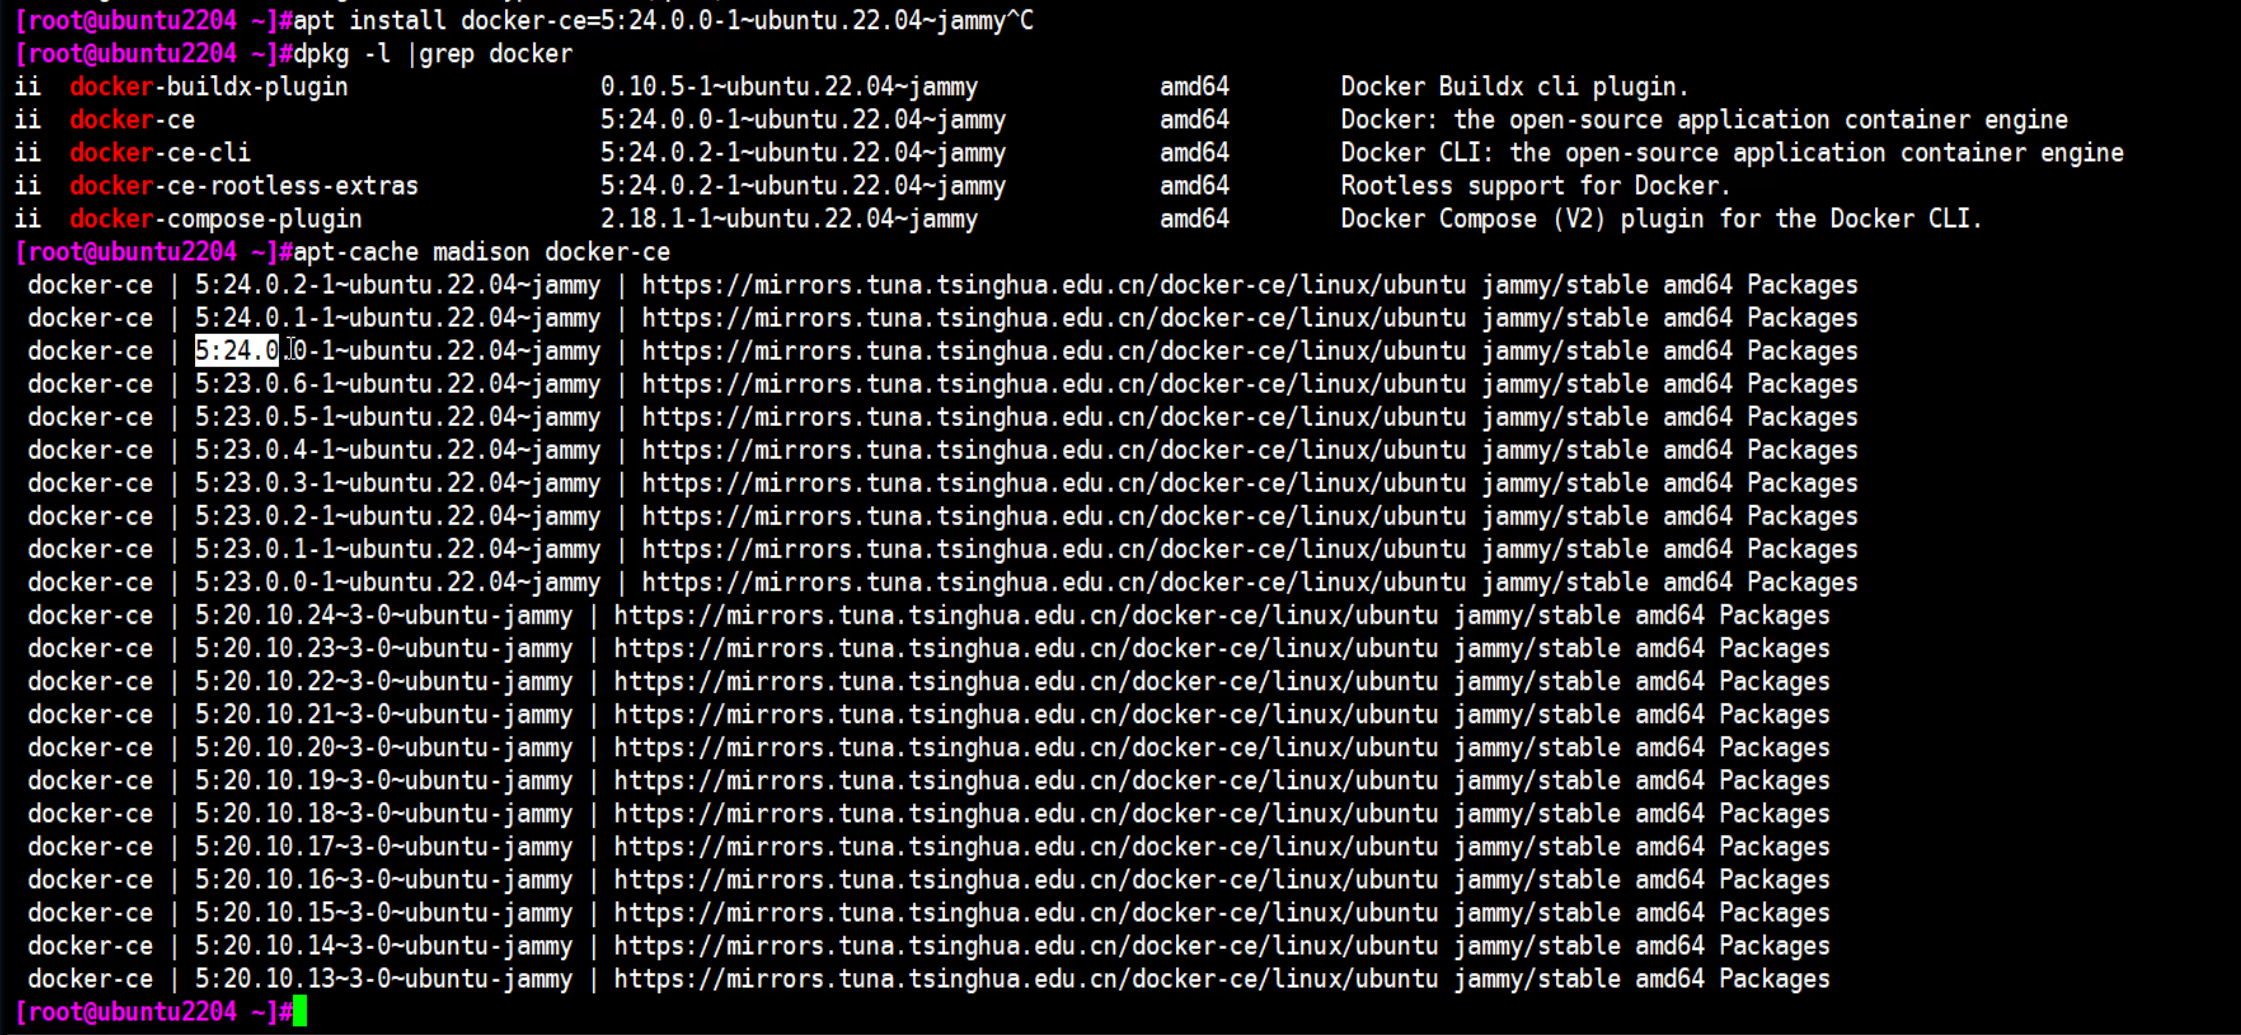 [root@ubuntu2204 ~]#apt install docker-ce=5:24.0.0-1~ubuntu.22.04~jammy^C
[root@ubuntu2204 ~]#dpkg -l |grep docker
ii  docker-buildx-plugin                  0.10.5-1~ubuntu.22.04~jammy             amd64        Docker Buildx cli plugin.
ii  docker-ce                             5:24.0.0-1~ubuntu.22.04~jammy           amd64        Docker: the open-source application container engine
ii  docker-ce-cli                         5:24.0.2-1~ubuntu.22.04~jammy           amd64        Docker CLI: the open-source application container engine
ii  docker-ce-rootless-extras             5:24.0.2-1~ubuntu.22.04~jammy           amd64        Rootless support for Docker.
ii  docker-compose-plugin                 2.18.1-1~ubuntu.22.04~jammy             amd64        Docker Compose (V2) plugin for the Docker CLI.
[root@ubuntu2204 ~]#apt-cache madison docker-ce
docker-ce | 5:24.0.2-1~ubuntu.22.04~jammy | https://mirrors.tuna.tsinghua.edu.cn/docker-ce/linux/ubuntu jammy/stable amd64 Packages
docker-ce | 5:24.0.1-1~ubuntu.22.04~jammy | https://mirrors.tuna.tsinghua.edu.cn/docker-ce/linux/ubuntu jammy/stable amd64 Packages
docker-ce | 5:24.0.0-1~ubuntu.22.04~jammy | https://mirrors.tuna.tsinghua.edu.cn/docker-ce/linux/ubuntu jammy/stable amd64 Packages
docker-ce | 5:23.0.6-1~ubuntu.22.04~jammy | https://mirrors.tuna.tsinghua.edu.cn/docker-ce/linux/ubuntu jammy/stable amd64 Packages
docker-ce | 5:23.0.5-1~ubuntu.22.04~jammy | https://mirrors.tuna.tsinghua.edu.cn/docker-ce/linux/ubuntu jammy/stable amd64 Packages
docker-ce | 5:23.0.4-1~ubuntu.22.04~jammy | https://mirrors.tuna.tsinghua.edu.cn/docker-ce/linux/ubuntu jammy/stable amd64 Packages
docker-ce | 5:23.0.3-1~ubuntu.22.04~jammy | https://mirrors.tuna.tsinghua.edu.cn/docker-ce/linux/ubuntu jammy/stable amd64 Packages
docker-ce | 5:23.0.2-1~ubuntu.22.04~jammy | https://mirrors.tuna.tsinghua.edu.cn/docker-ce/linux/ubuntu jammy/stable amd64 Packages
docker-ce | 5:23.0.1-1~ubuntu.22.04~jammy | https://mirrors.tuna.tsinghua.edu.cn/docker-ce/linux/ubuntu jammy/stable amd64 Packages
docker-ce | 5:23.0.0-1~ubuntu.22.04~jammy | https://mirrors.tuna.tsinghua.edu.cn/docker-ce/linux/ubuntu jammy/stable amd64 Packages
docker-ce | 5:20.10.24~3-0~ubuntu-jammy | https://mirrors.tuna.tsinghua.edu.cn/docker-ce/linux/ubuntu jammy/stable amd64 Packages
docker-ce | 5:20.10.23~3-0~ubuntu-jammy | https://mirrors.tuna.tsinghua.edu.cn/docker-ce/linux/ubuntu jammy/stable amd64 Packages
docker-ce | 5:20.10.22~3-0~ubuntu-jammy | https://mirrors.tuna.tsinghua.edu.cn/docker-ce/linux/ubuntu jammy/stable amd64 Packages
docker-ce | 5:20.10.21~3-0~ubuntu-jammy | https://mirrors.tuna.tsinghua.edu.cn/docker-ce/linux/ubuntu jammy/stable amd64 Packages
docker-ce | 5:20.10.20~3-0~ubuntu-jammy | https://mirrors.tuna.tsinghua.edu.cn/docker-ce/linux/ubuntu jammy/stable amd64 Packages
docker-ce | 5:20.10.19~3-0~ubuntu-jammy | https://mirrors.tuna.tsinghua.edu.cn/docker-ce/linux/ubuntu jammy/stable amd64 Packages
docker-ce | 5:20.10.18~3-0~ubuntu-jammy | https://mirrors.tuna.tsinghua.edu.cn/docker-ce/linux/ubuntu jammy/stable amd64 Packages
docker-ce | 5:20.10.17~3-0~ubuntu-jammy | https://mirrors.tuna.tsinghua.edu.cn/docker-ce/linux/ubuntu jammy/stable amd64 Packages
docker-ce | 5:20.10.16~3-0~ubuntu-jammy | https://mirrors.tuna.tsinghua.edu.cn/docker-ce/linux/ubuntu jammy/stable amd64 Packages
docker-ce | 5:20.10.15~3-0~ubuntu-jammy | https://mirrors.tuna.tsinghua.edu.cn/docker-ce/linux/ubuntu jammy/stable amd64 Packages
docker-ce | 5:20.10.14~3-0~ubuntu-jammy | https://mirrors.tuna.tsinghua.edu.cn/docker-ce/linux/ubuntu jammy/stable amd64 Packages
docker-ce | 5:20.10.13~3-0~ubuntu-jammy | https://mirrors.tuna.tsinghua.edu.cn/docker-ce/linux/ubuntu jammy/stable amd64 Packages
[root@ubuntu2204 ~]#